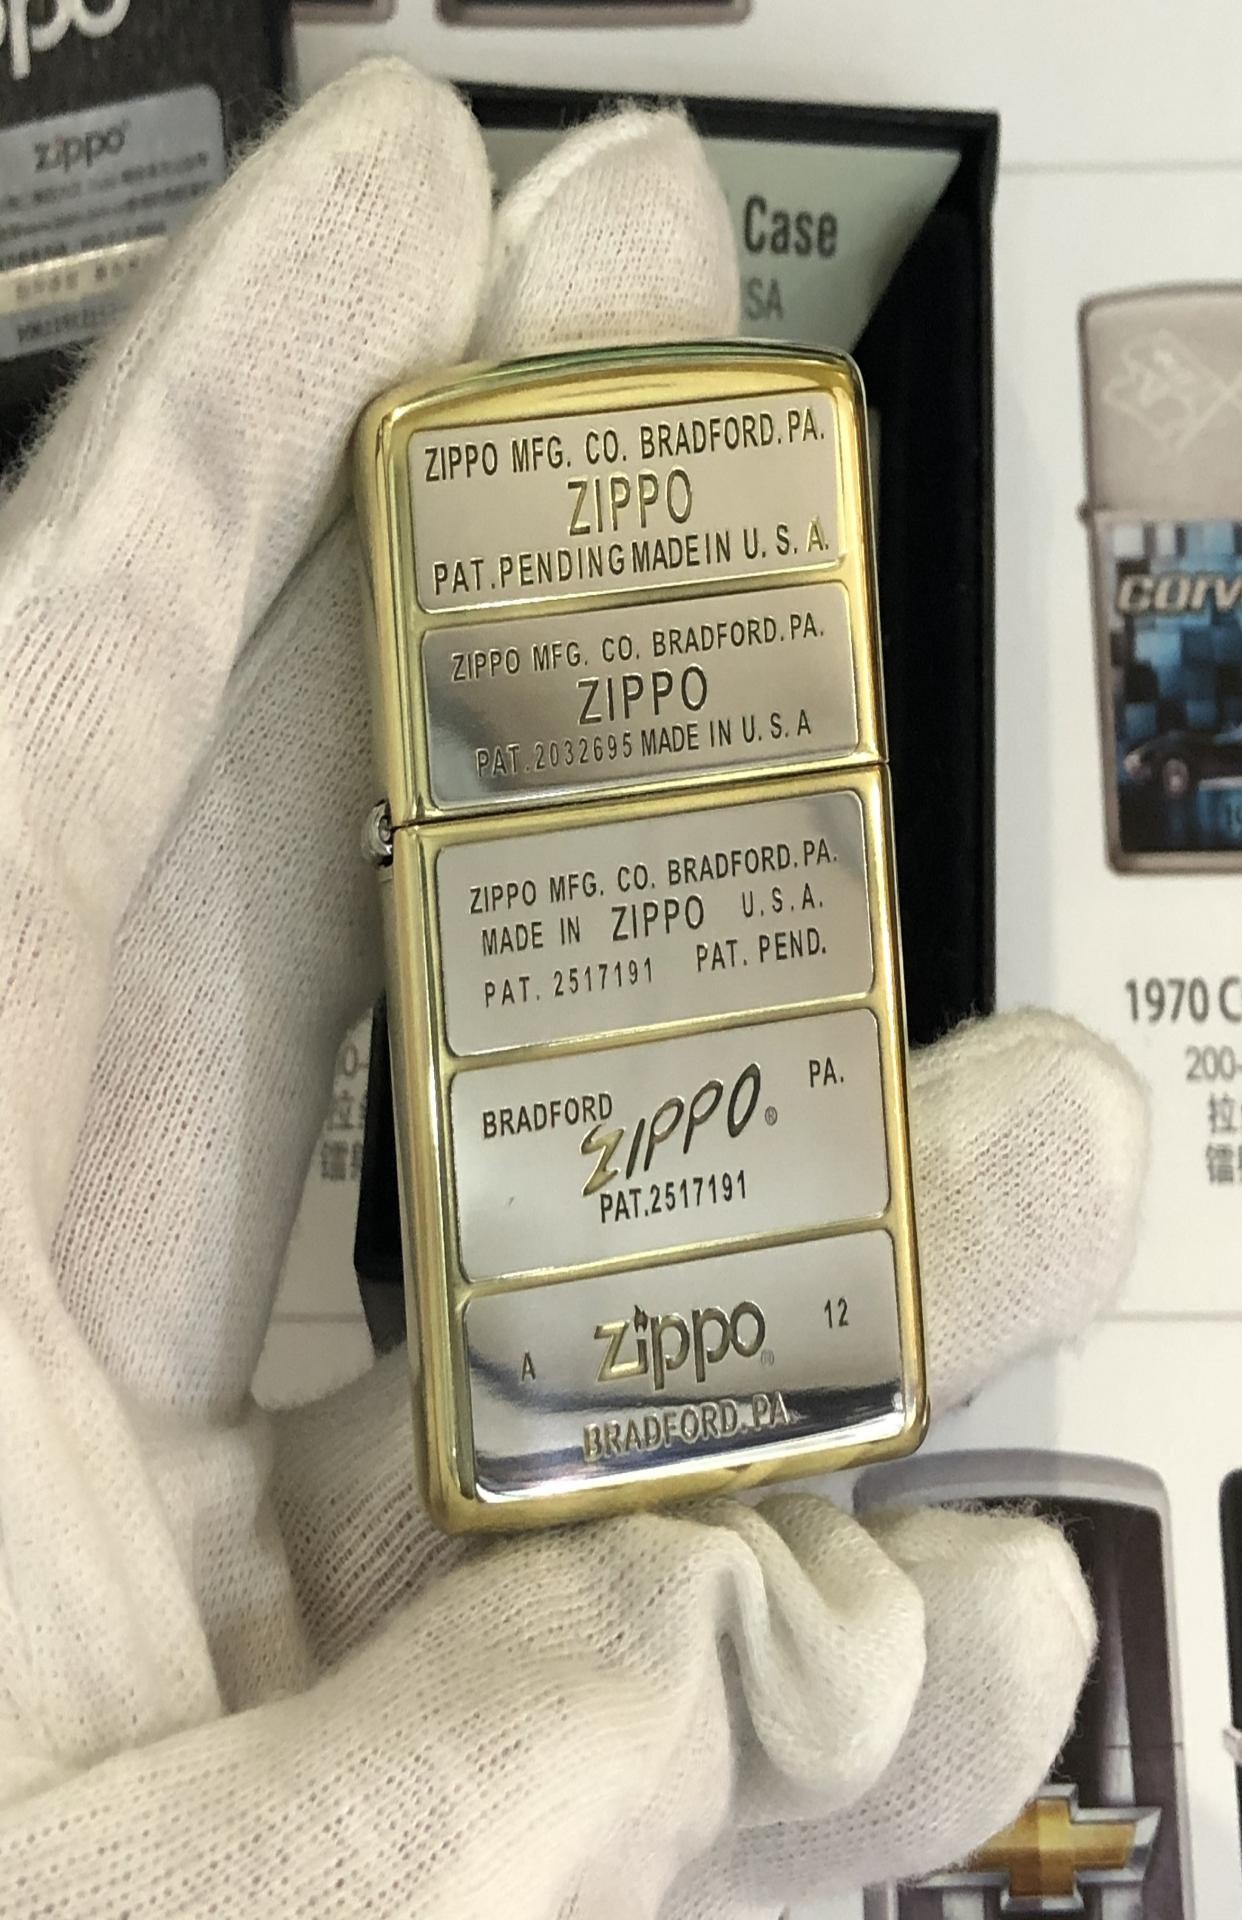 zippo
Case
SA
ZIPPO MFG. CO. BRADFORD. PA.
ZIPPO
PAT. PENDING MADE IN U. S. A.
ZIPPO MFG. CO. BRADFORD. PA.
ZIPPO
PAT. 2032695 MADE IN U. S. A
ZIPPO MFG. CO. BRADFORD. PA.
MADE IN ZIPPO U. S. A.
PAT. 2517191 PAT. PEND.
BRADFORD ZIPPO ® PA.
PAT. 2517191
A zippo ® 12
BRADFORD. PA
1970 C
200-